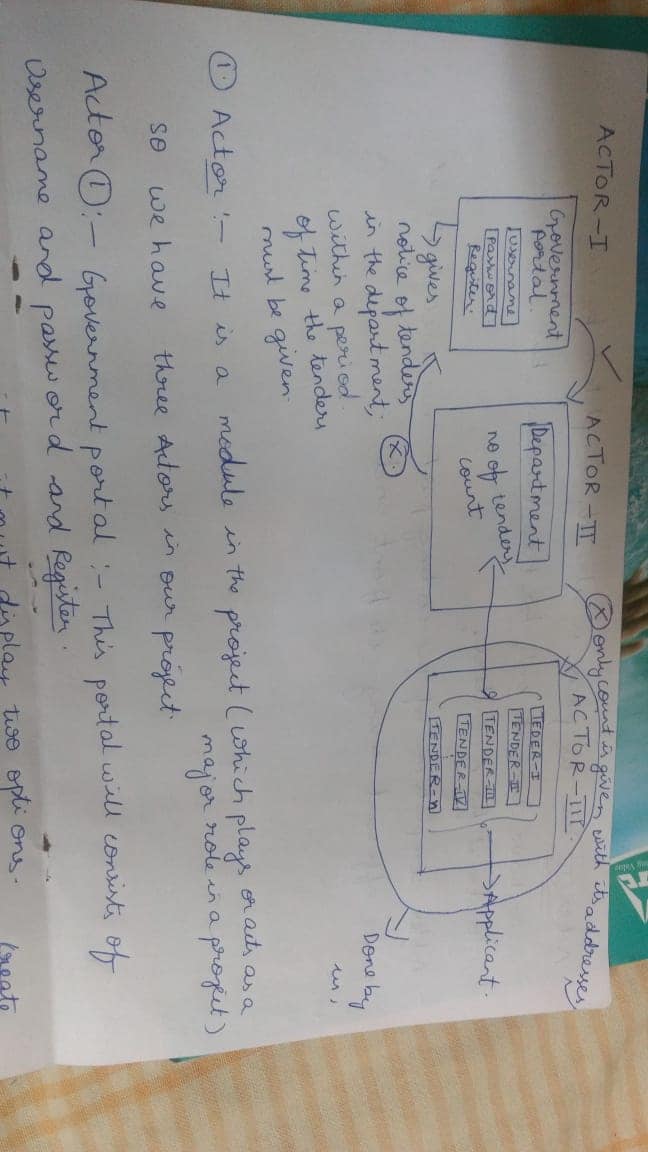 (X) only count is given with its addresses
ACTOR-I
ACTOR-II
ACTOR-III.
Government
portal.
Username
Password
Register.
Department
no of tenders
count
TEDER-I
TENDER-II
TENDER-III
TENDER-IV
TENDER-n
Applicant.
gives
notice of tenders
in the department,
within a period
of time the tenders
must be given.
(X.)
Done by
us,
(1.) Actor :- It is a module in the project (which plays or acts as a
major role in a project)
so we have three Actors in our project.
Actor (1) :- Government portal :- This portal will consists of
Username and password and Register.
it must display two options. Create